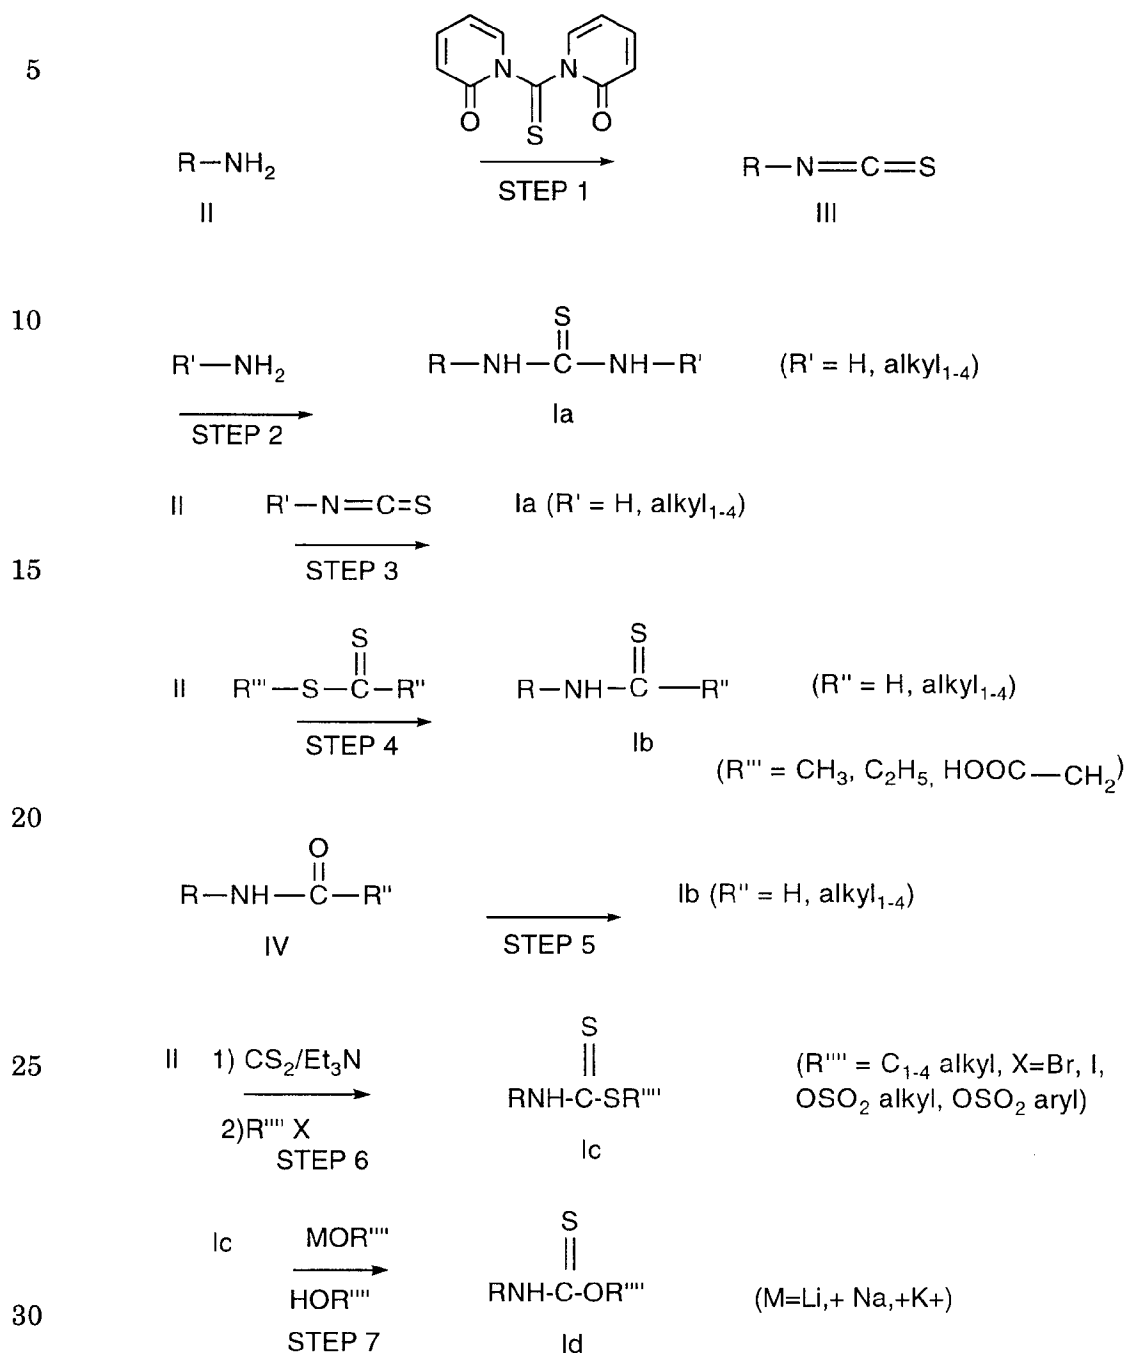 5
N N
O S O
R—NH₂ STEP 1 R—N=C=S
II III
10
S
R'—NH₂ R—NH—C—NH—R' (R' = H, alkyl₁₋₄)
STEP 2 Ia
II R'—N=C=S Ia (R' = H, alkyl₁₋₄)
15
STEP 3
S S
II R'''—S—C—R'' R—NH—C—R'' (R'' = H, alkyl₁₋₄)
STEP 4 Ib
(R''' = CH₃, C₂H₅, HOOC—CH₂)
20
O
R—NH—C—R'' Ib (R'' = H, alkyl₁₋₄)
IV STEP 5
S
25 II 1) CS₂/Et₃N (R'''' = C₁₋₄ alkyl, X=Br, I,
RNH-C-SR'''' OSO₂ alkyl, OSO₂ aryl)
2)R'''' X Ic
STEP 6
S
Ic MOR''''
RNH-C-OR'''' (M=Li,+ Na,+K+)
30 HOR''''
STEP 7 Id